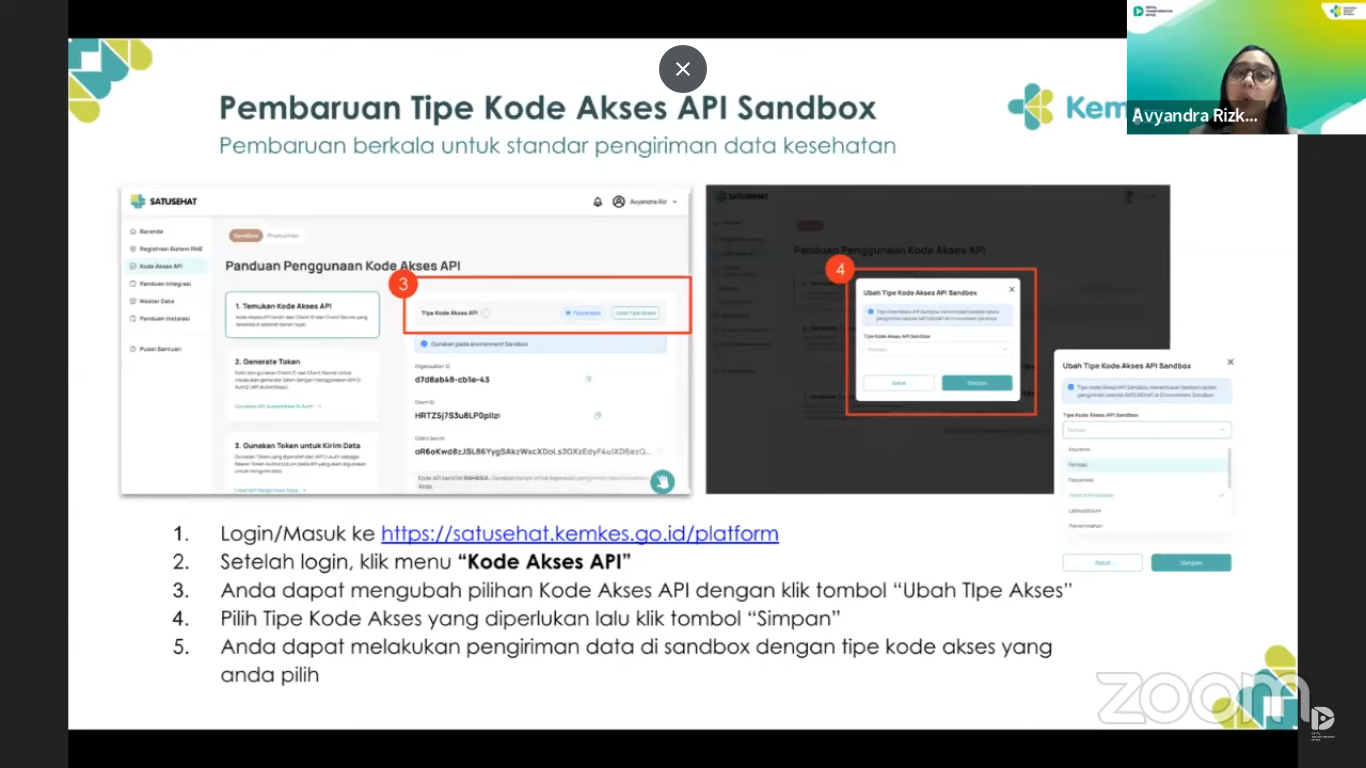 Pembaruan Tipe Kode Akses API Sandbox
Pembaruan berkala untuk standar pengiriman data kesehatan
Kem
Avyandra Rizk...
SATUSEHAT
Avyandra Riz
Beranda
Registrasi Sistem RME
Kode Akses API
Panduan Integrasi
Master Data
Panduan Instalasi
Pusat Bantuan
Sandbox
Production
Panduan Penggunaan Kode Akses API
1. Temukan Kode Akses API
2. Generate Token
3. Gunakan Token untuk Kirim Data
3
Tipe Kode Akses API
Fasyankes
Ubah Tipe Akses
Gunakan pada environment Sandbox
Organization ID
d7d8ab48-cb1e-43
Client ID
HRTZ5j7S3u8LP0pIlzi
Client Secret
SATUSEHAT
Panduan Penggunaan Kode Akses API
4
Ubah Tipe Kode Akses API Sandbox
Tipe Kode Akses API Sandbox
Batal
Simpan
Ubah Tipe Kode Akses API Sandbox
Tipe Kode Akses API Sandbox
Farmasi
Asuransi
Farmasi
Fasyankes
Institusi Pendidikan
Laboratorium
Pemerintahan
Batal
Simpan
1. Login/Masuk ke https://satusehat.kemkes.go.id/platform
2. Setelah login, klik menu “Kode Akses API”
3. Anda dapat mengubah pilihan Kode Akses API dengan klik tombol “Ubah TIpe Akses”
4. Pilih Tipe Kode Akses yang diperlukan lalu klik tombol “Simpan”
5. Anda dapat melakukan pengiriman data di sandbox dengan tipe kode akses yang
anda pilih
zoom